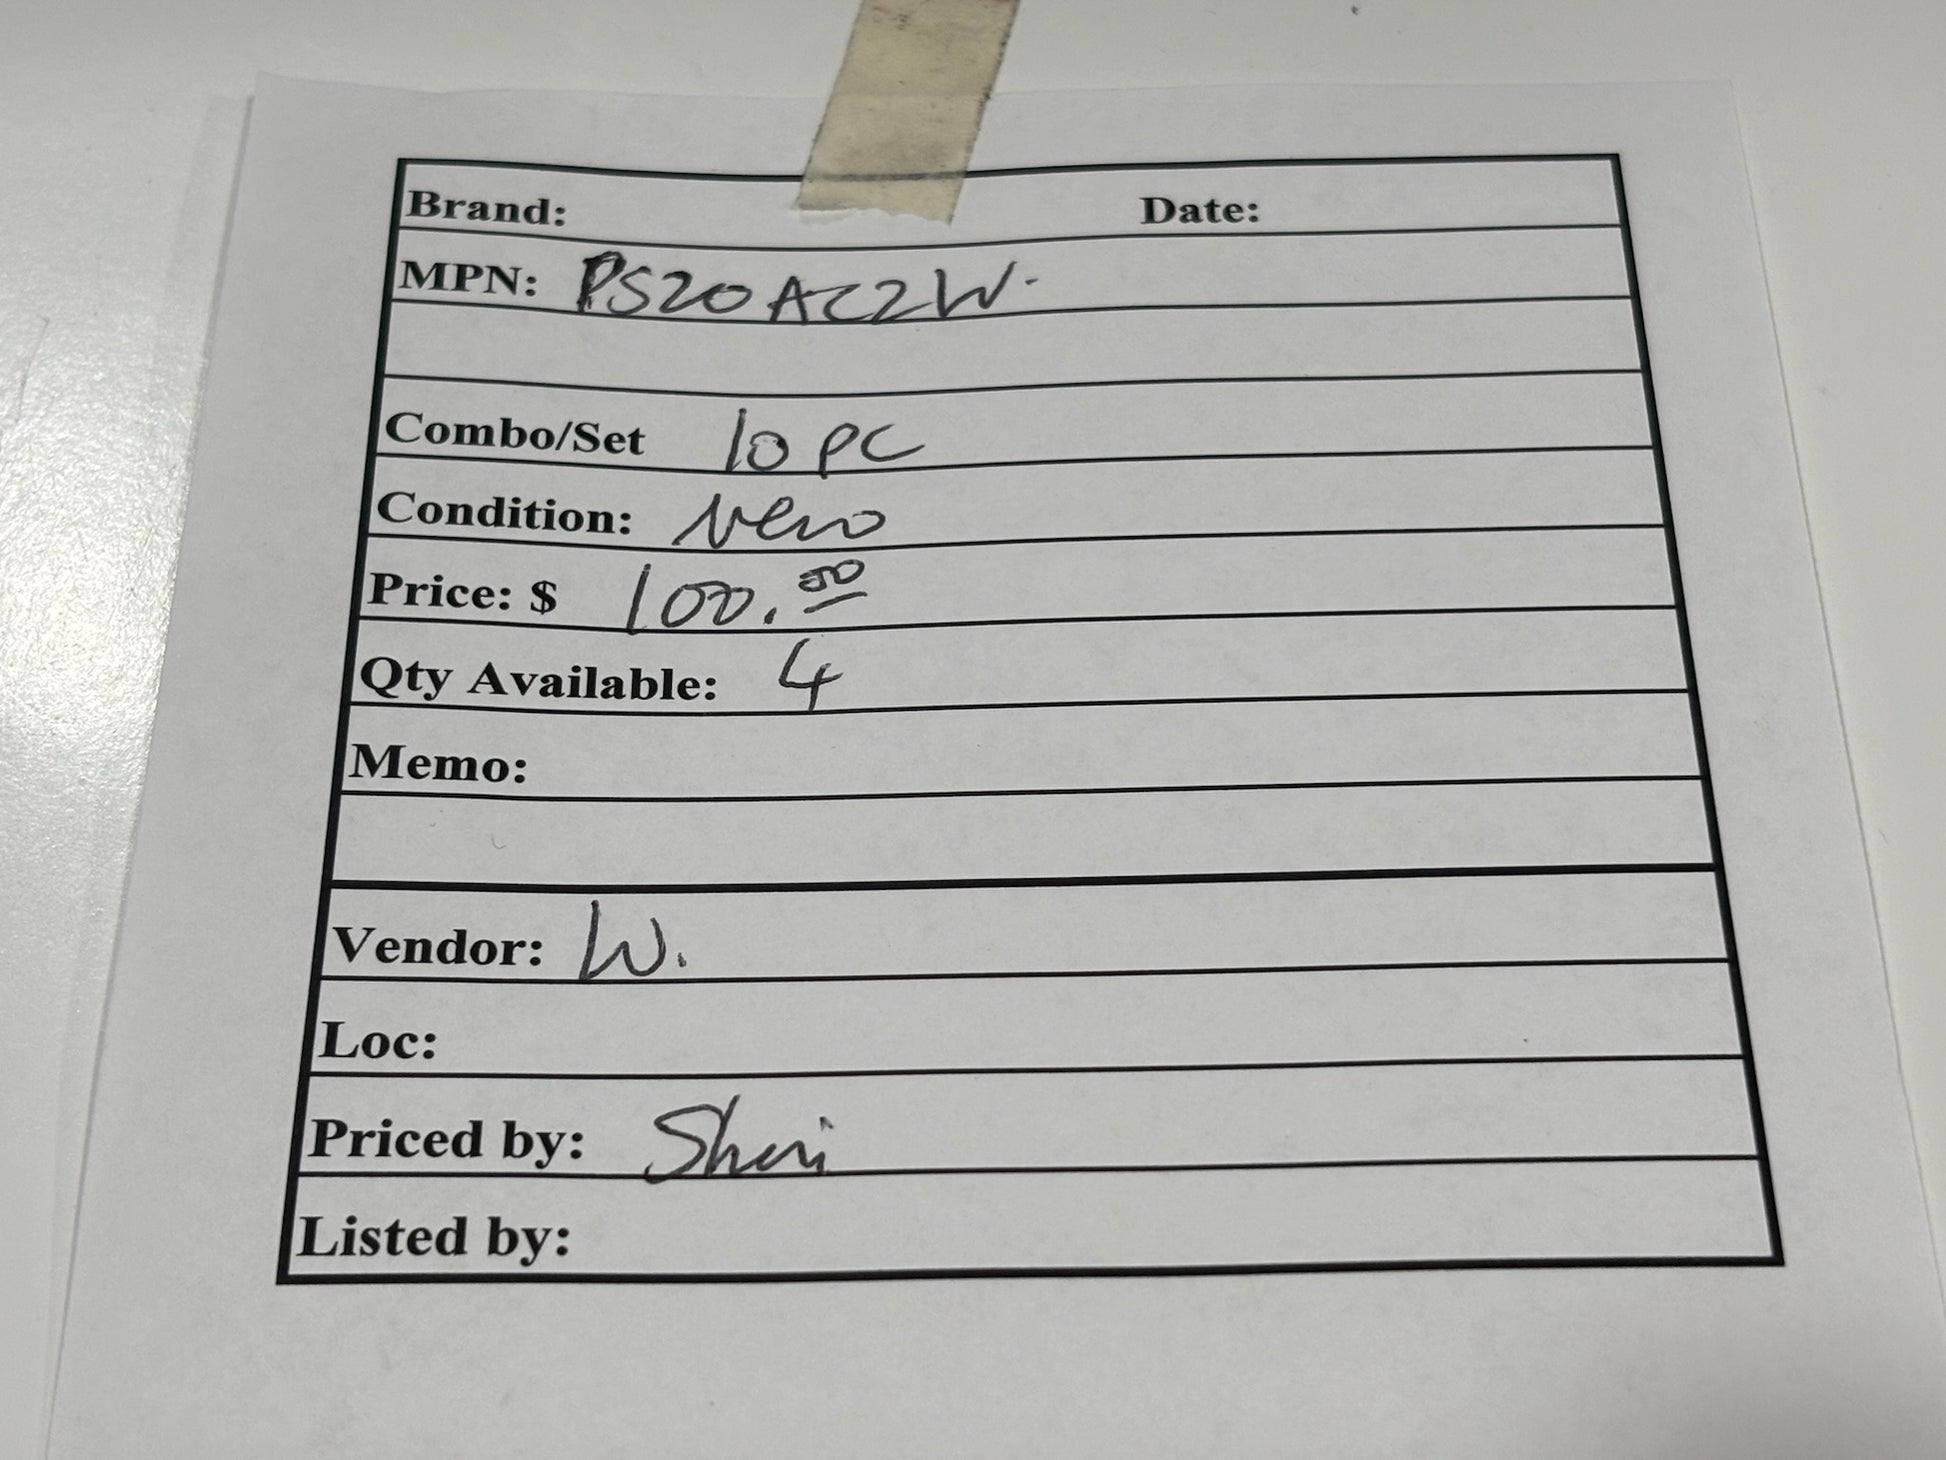 Brand: Date:
MPN: PS20AC2W.
Combo/Set 10 PC
Condition: New
Price: $ 100.00
Qty Available: 4
Memo:
Vendor: W.
Loc:
Priced by: Sheri
Listed by: